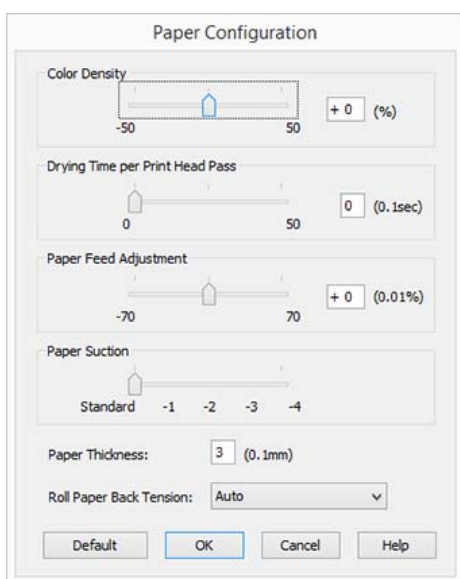 Paper Configuration
Color Density
+ 0 (%)
-50 50
Drying Time per Print Head Pass
0 (0.1sec)
0 50
Paper Feed Adjustment
+ 0 (0.01%)
-70 70
Paper Suction
Standard -1 -2 -3 -4
Paper Thickness: 3 (0.1mm)
Roll Paper Back Tension: Auto
Default OK Cancel Help